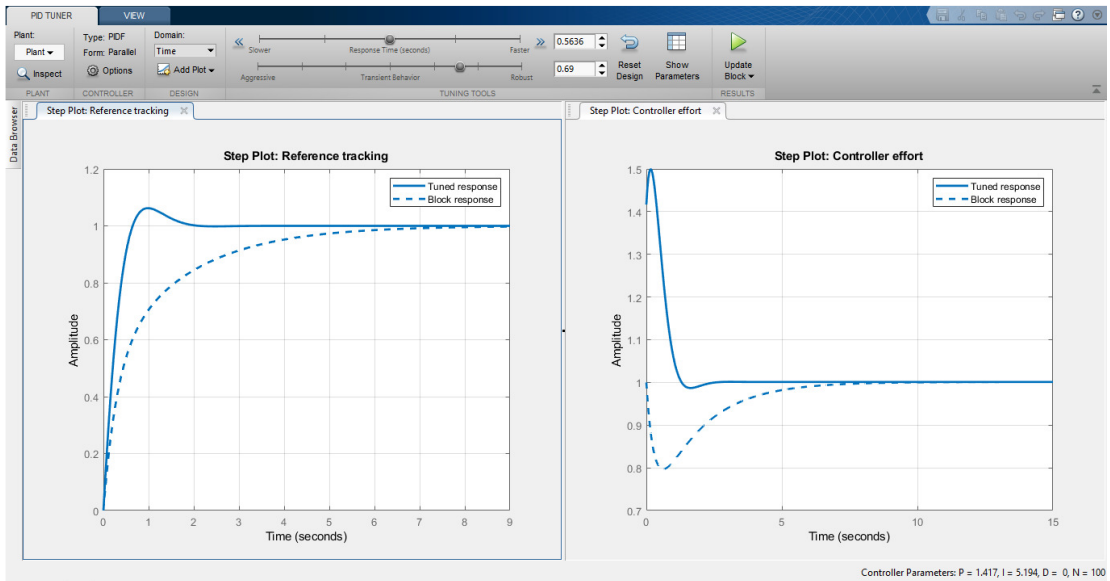 PID TUNER
VIEW
Plant:
Plant
Inspect
PLANT
Type: PIDF
Form: Parallel
Options
CONTROLLER
Domain:
Time
Add Plot
DESIGN
Slower
Response Time (seconds)
Faster
0.5636
Aggressive
Transient Behavior
Robust
0.69
TUNING TOOLS
Reset
Design
Show
Parameters
Update
Block
RESULTS
Data Browser
Step Plot: Reference tracking
Step Plot: Reference tracking
Tuned response
Block response
Amplitude
1.2
1
0.8
0.6
0.4
0.2
0
0 1 2 3 4 5 6 7 8 9
Time (seconds)
Step Plot: Controller effort
Step Plot: Controller effort
Tuned response
Block response
Amplitude
1.5
1.4
1.3
1.2
1.1
1
0.9
0.8
0.7
0 5 10 15
Time (seconds)
Controller Parameters: P = 1.417, I = 5.194, D = 0, N = 100